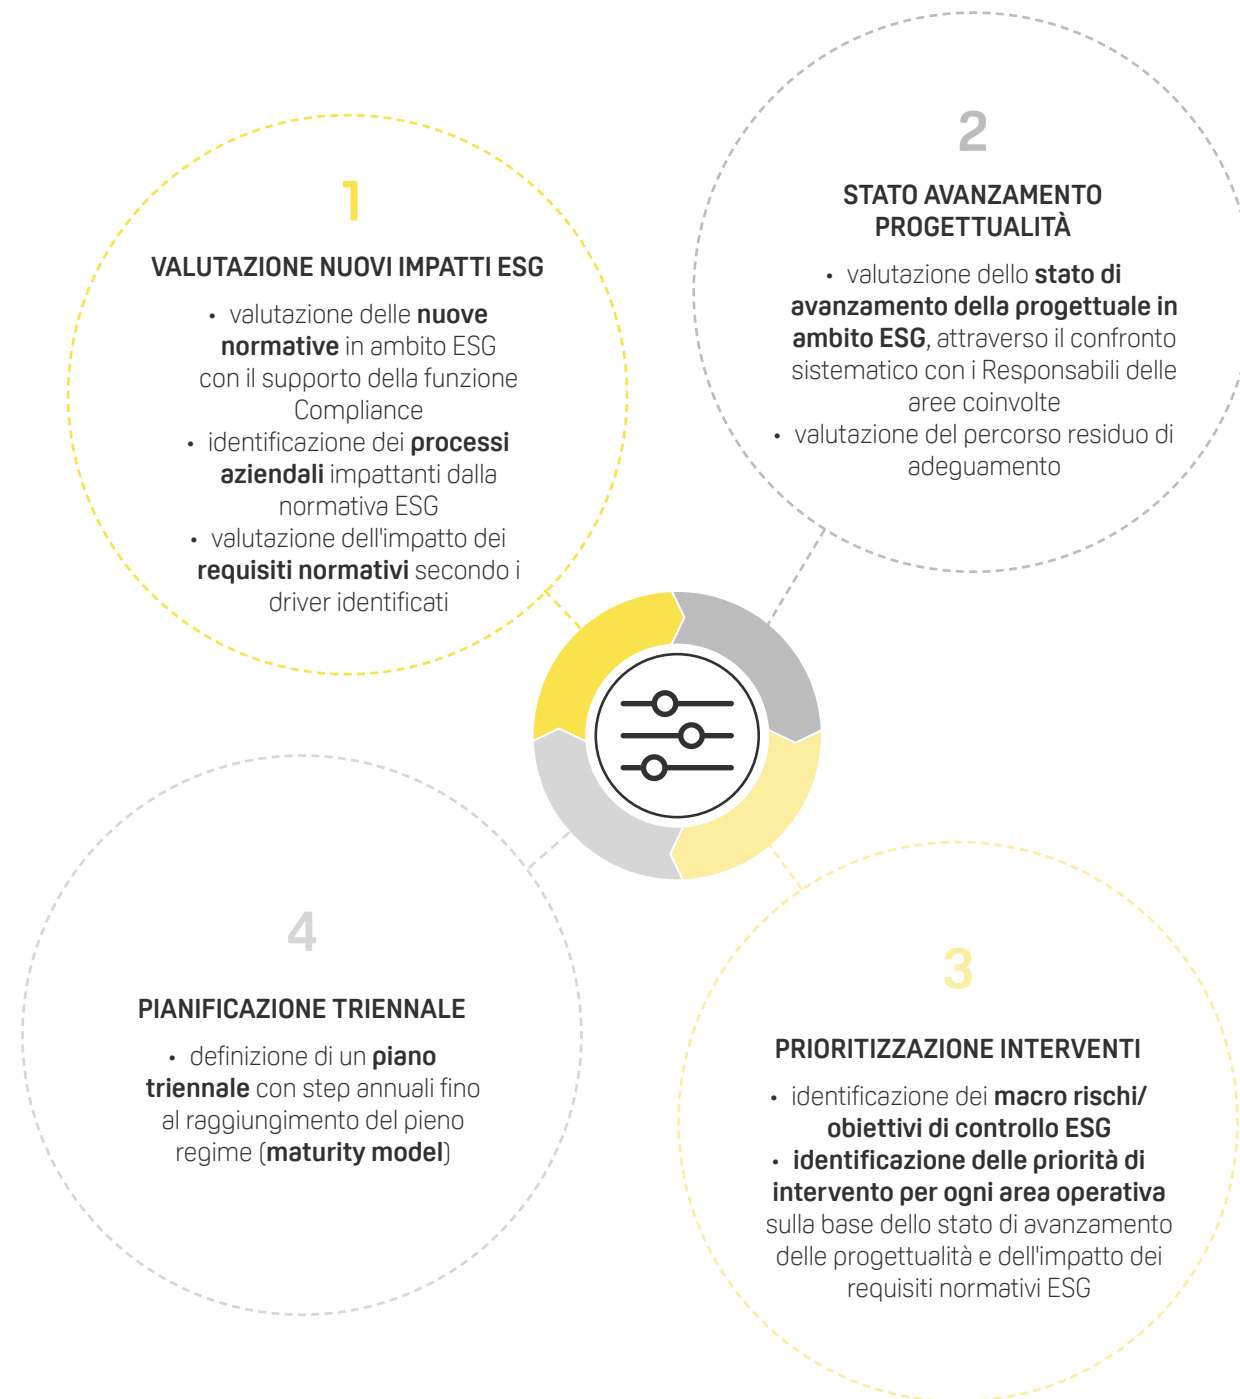 1
VALUTAZIONE NUOVI IMPATTI ESG
• valutazione delle nuove
normative in ambito ESG
con il supporto della funzione
Compliance
• identificazione dei processi
aziendali impattanti dalla
normativa ESG
• valutazione dell'impatto dei
requisiti normativi secondo i
driver identificati
2
STATO AVANZAMENTO
PROGETTUALITÀ
• valutazione dello stato di
avanzamento della progettuale in
ambito ESG, attraverso il confronto
sistematico con i Responsabili delle
aree coinvolte
• valutazione del percorso residuo di
adeguamento
3
PRIORITIZZAZIONE INTERVENTI
• identificazione dei macro rischi/
obiettivi di controllo ESG
• identificazione delle priorità di
intervento per ogni area operativa
sulla base dello stato di avanzamento
delle progettualità e dell'impatto dei
requisiti normativi ESG
4
PIANIFICAZIONE TRIENNALE
• definizione di un piano
triennale con step annuali fino
al raggiungimento del pieno
regime (maturity model)